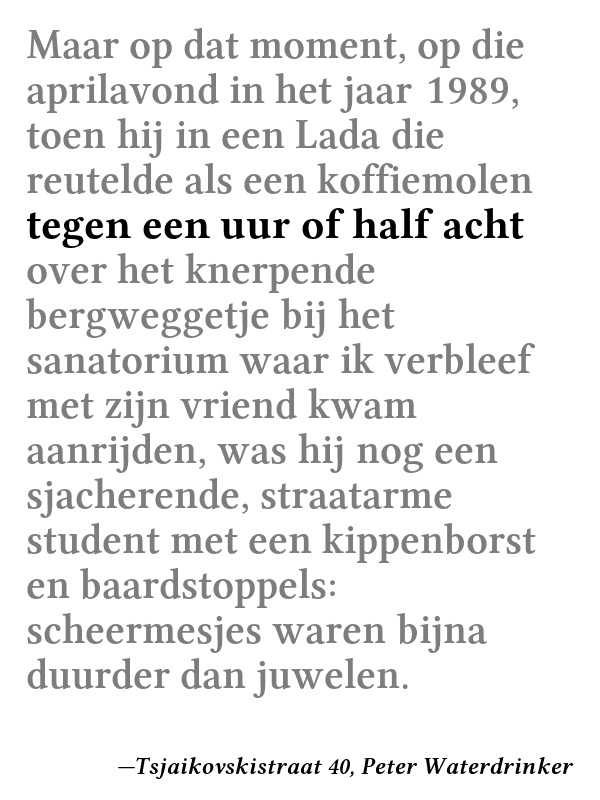 Maar op dat moment, op die
aprilavond in het jaar 1989,
toen hij in een Lada die
reutelde als een koffiemolen
tegen een uur of half acht
over het knerpende
bergweggetje bij het
sanatorium waar ik verbleef
met zijn vriend kwam
aanrijden, was hij nog een
sjacherende, straatarme
student met een kippenborst
en baardstoppels:
scheermesjes waren bijna
duurder dan juwelen.
—Tsjaikovskistraat 40, Peter Waterdrinker